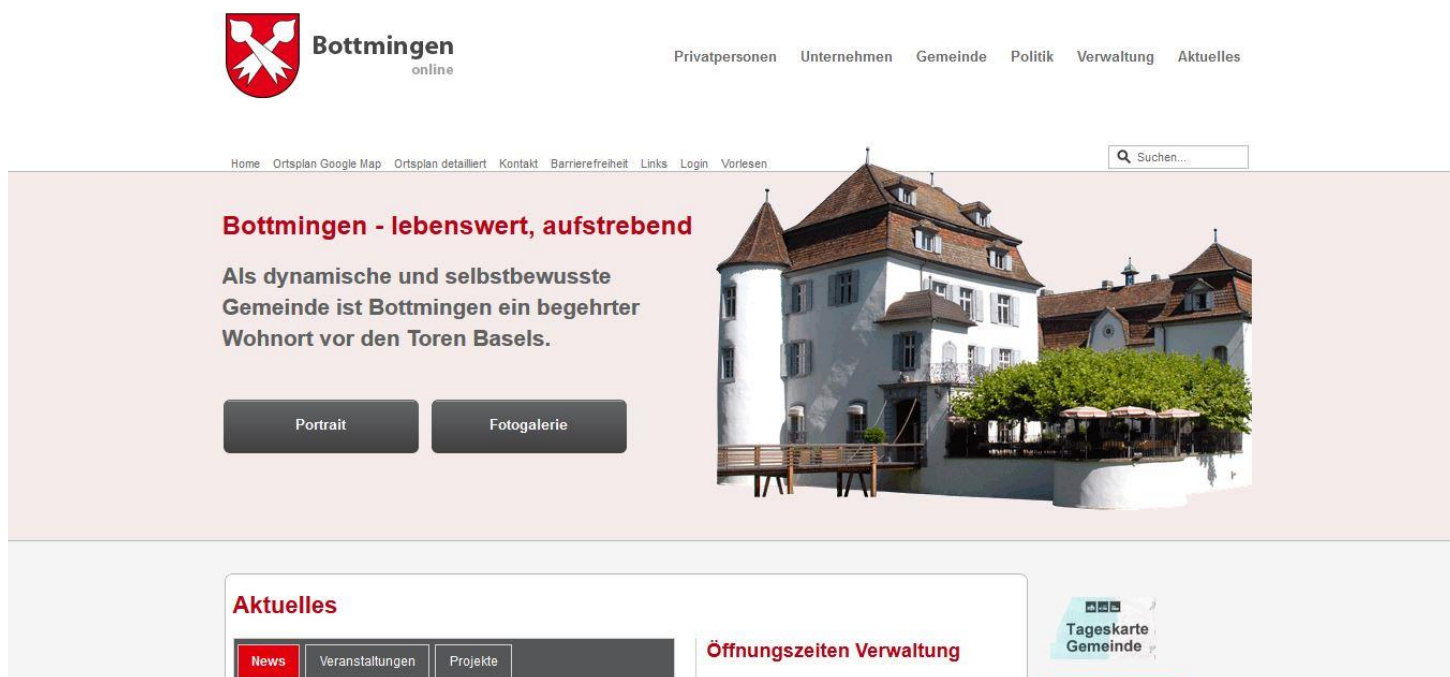 Bottmingen
online
Privatpersonen Unternehmen Gemeinde Politik Verwaltung Aktuelles
Home Ortsplan Google Map Ortsplan detailliert Kontakt Barrierefreiheit Links Login Vorlesen
Suchen...
Bottmingen - lebenswert, aufstrebend
Als dynamische und selbstbewusste
Gemeinde ist Bottmingen ein begehrter
Wohnort vor den Toren Basels.
Portrait Fotogalerie
Aktuelles
News Veranstaltungen Projekte
Öffnungszeiten Verwaltung
Tageskarte
Gemeinde